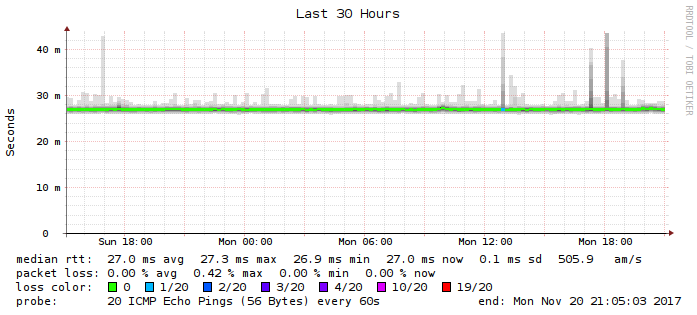 Last 30 Hours
RRDTOOL / TOBI OETIKER
Seconds
40 m
30 m
20 m
10 m
0
Sun 18:00 Mon 00:00 Mon 06:00 Mon 12:00 Mon 18:00
median rtt: 27.0 ms avg 27.3 ms max 26.9 ms min 27.0 ms now 0.1 ms sd 505.9 am/s
packet loss: 0.00 % avg 0.42 % max 0.00 % min 0.00 % now
loss color: 0 1/20 2/20 3/20 4/20 10/20 19/20
probe: 20 ICMP Echo Pings (56 Bytes) every 60s end: Mon Nov 20 21:05:03 2017